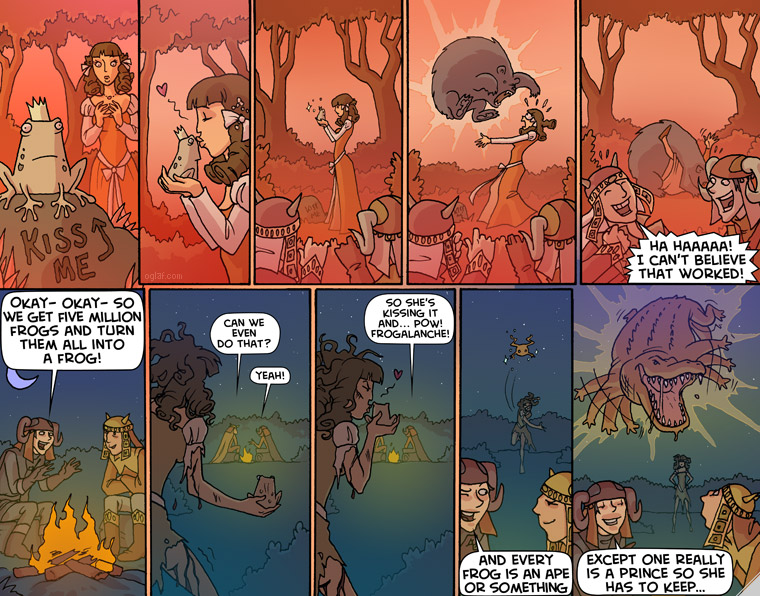 KISS
ME
oglaf.com
HA HAAAAA!
I CAN'T BELIEVE
THAT WORKED!
OKAY- OKAY- SO
WE GET FIVE MILLION
FROGS AND TURN
THEM ALL INTO
A FROG!
CAN WE
EVEN
DO THAT?
YEAH!
SO SHE'S
KISSING IT
AND... POW!
FROGALANCHE!
AND EVERY
FROG IS AN APE
OR SOMETHING
EXCEPT ONE REALLY
IS A PRINCE SO SHE
HAS TO KEEP...